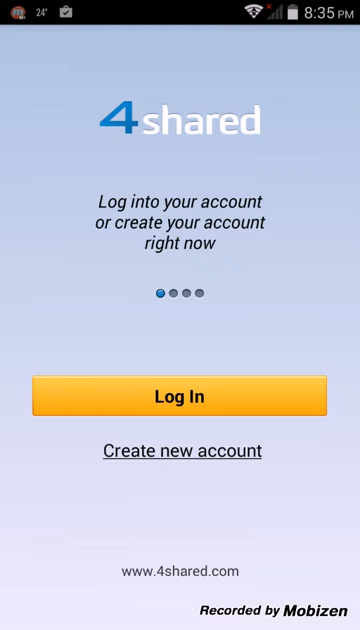 24°
8:35 PM
4shared
Log into your account
or create your account
right now
Log In
Create new account
www.4shared.com
Recorded by Mobizen